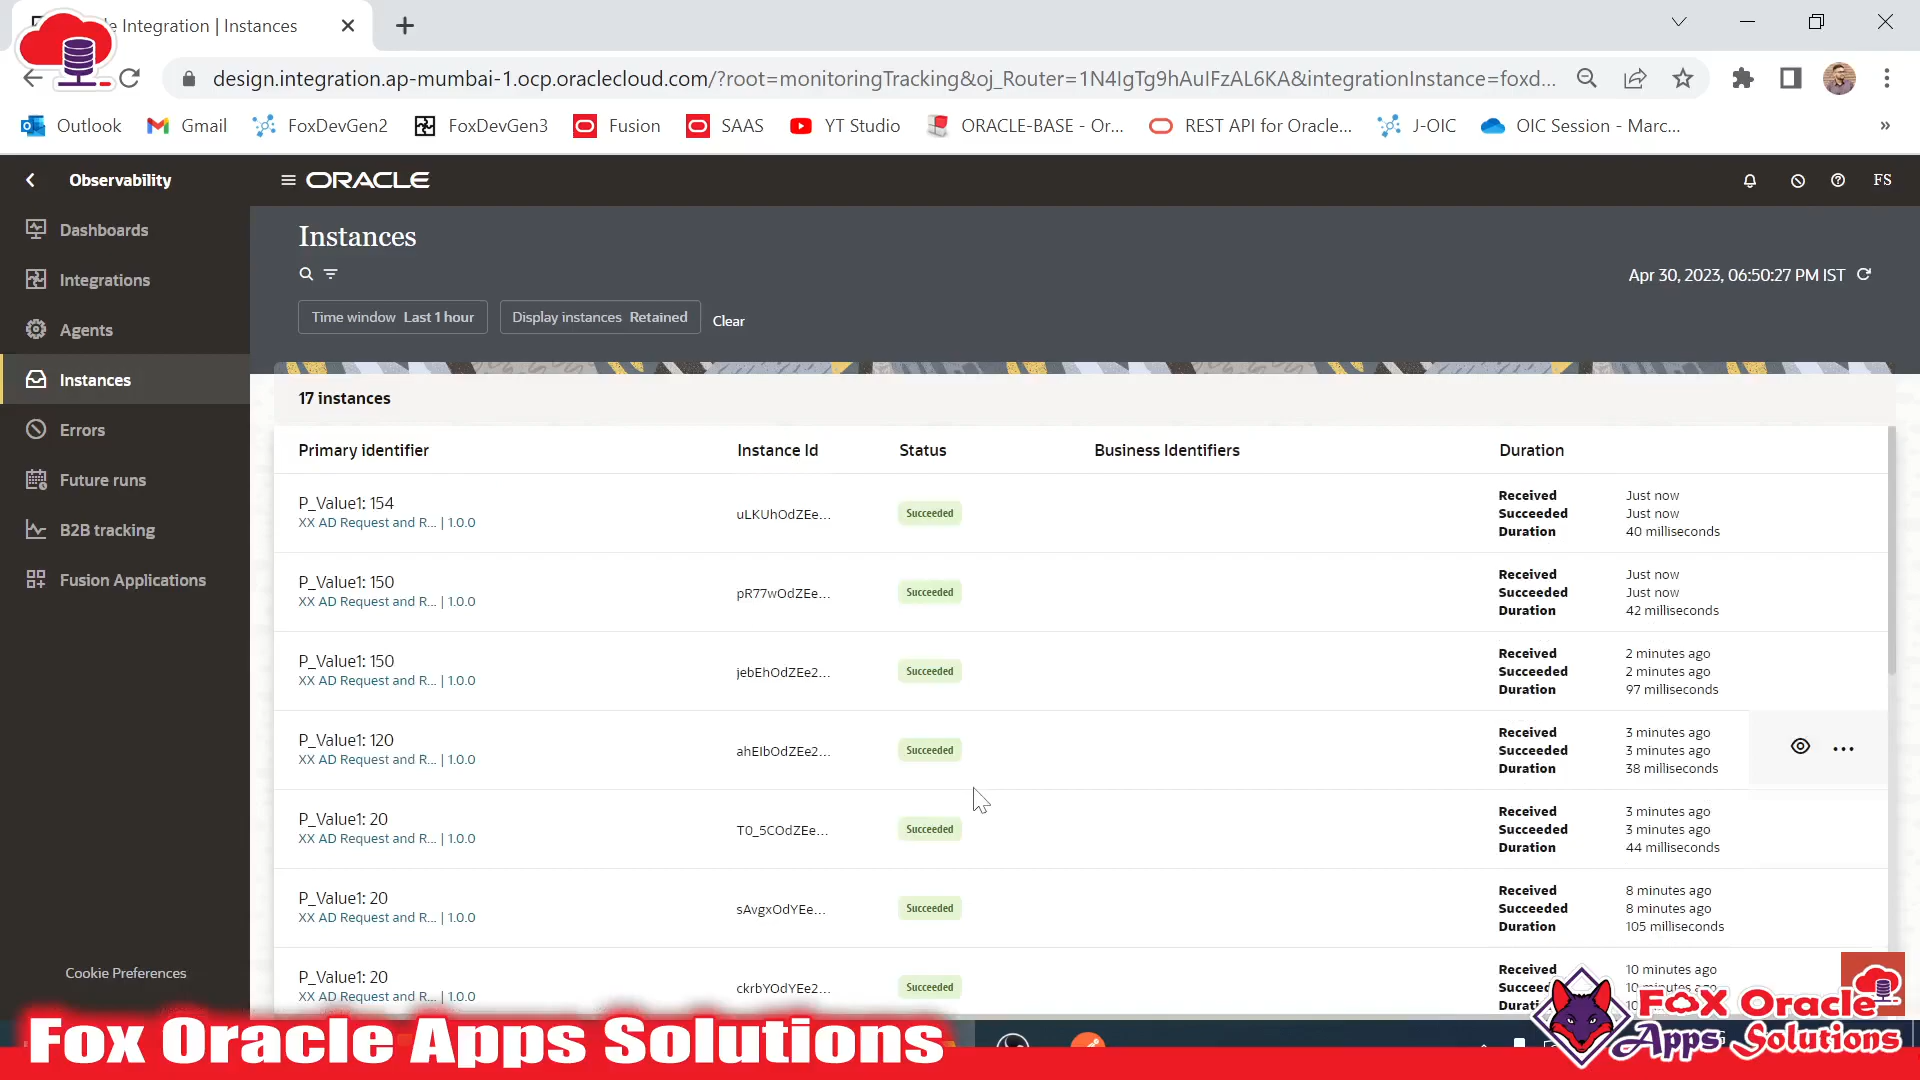 le Integration | Instances
design.integration.ap-mumbai-1.ocp.oraclecloud.com/?root=monitoringTracking&oj_Router=1N4IgTg9hAuIFzAL6KA&integrationInstance=foxd...
Outlook
Gmail
FoxDevGen2
FoxDevGen3
Fusion
SAAS
YT Studio
ORACLE-BASE - Or...
REST API for Oracle...
J-OIC
OIC Session - Marc...
»
Observability
ORACLE
FS
Dashboards
Integrations
Agents
Instances
Errors
Future runs
B2B tracking
Fusion Applications
Cookie Preferences
Instances
Apr 30, 2023, 06:50:27 PM IST
Time window Last 1 hour
Display instances Retained
Clear
17 instances
Primary identifier
Instance Id
Status
Business Identifiers
Duration
P_Value1: 154
XX AD Request and R... | 1.0.0
uLKUhOdZEe...
Succeeded
Received Just now
Succeeded Just now
Duration 40 milliseconds
P_Value1: 150
XX AD Request and R... | 1.0.0
pR77wOdZEe...
Succeeded
Received Just now
Succeeded Just now
Duration 42 milliseconds
P_Value1: 150
XX AD Request and R... | 1.0.0
jebEhOdZEe2...
Succeeded
Received 2 minutes ago
Succeeded 2 minutes ago
Duration 97 milliseconds
P_Value1: 120
XX AD Request and R... | 1.0.0
ahEIbOdZEe2...
Succeeded
Received 3 minutes ago
Succeeded 3 minutes ago
Duration 38 milliseconds
P_Value1: 20
XX AD Request and R... | 1.0.0
T0_5COdZEe...
Succeeded
Received 3 minutes ago
Succeeded 3 minutes ago
Duration 44 milliseconds
P_Value1: 20
XX AD Request and R... | 1.0.0
sAvgxOdYEe...
Succeeded
Received 8 minutes ago
Succeeded 8 minutes ago
Duration 105 milliseconds
P_Value1: 20
XX AD Request and R... | 1.0.0
ckrbYOdYEe2...
Succeeded
Received 10 minutes ago
Fox Oracle Apps Solutions
Fox Oracle
Apps Solutions